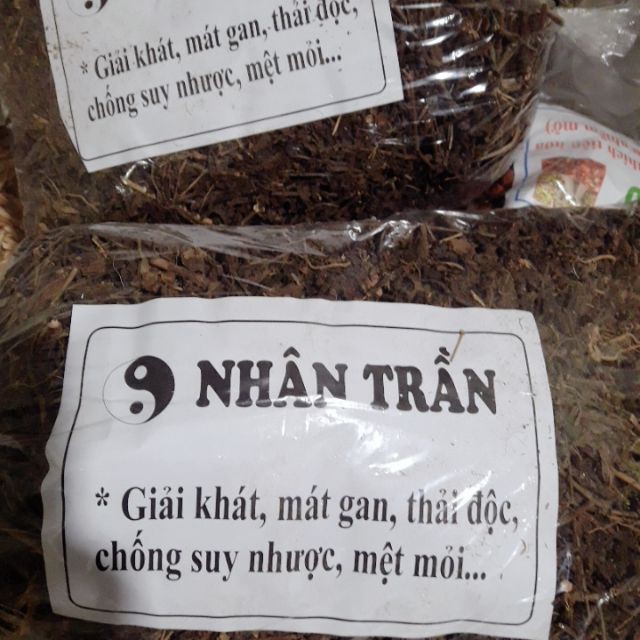 * Giải khát, mát gan, thải độc,
chống suy nhược, mệt mỏi...
NHÂN TRẦN
* Giải khát, mát gan, thải độc,
chống suy nhược, mệt mỏi...